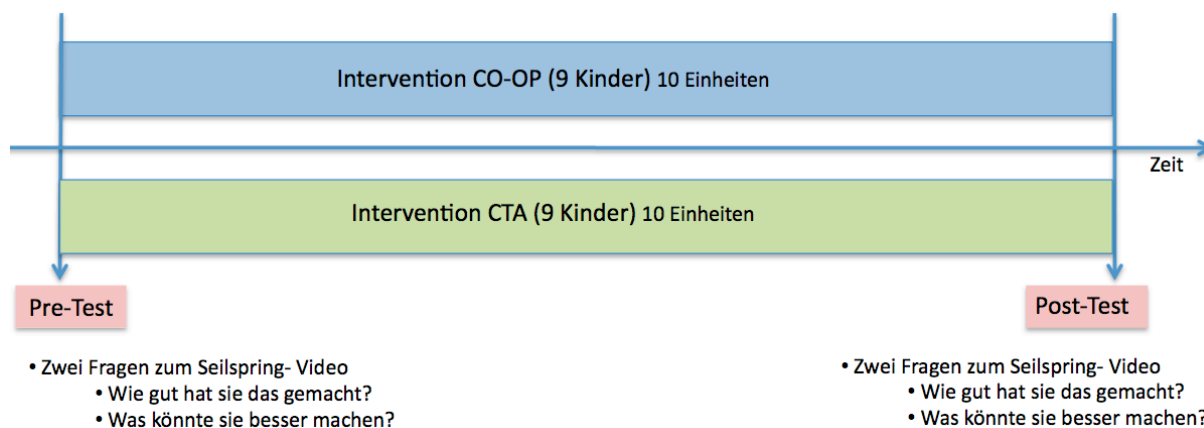 Intervention CO-OP (9 Kinder) 10 Einheiten
Zeit
Intervention CTA (9 Kinder) 10 Einheiten
Pre-Test
Post-Test
• Zwei Fragen zum Seilspring- Video
• Wie gut hat sie das gemacht?
• Was könnte sie besser machen?
• Zwei Fragen zum Seilspring- Video
• Wie gut hat sie das gemacht?
• Was könnte sie besser machen?